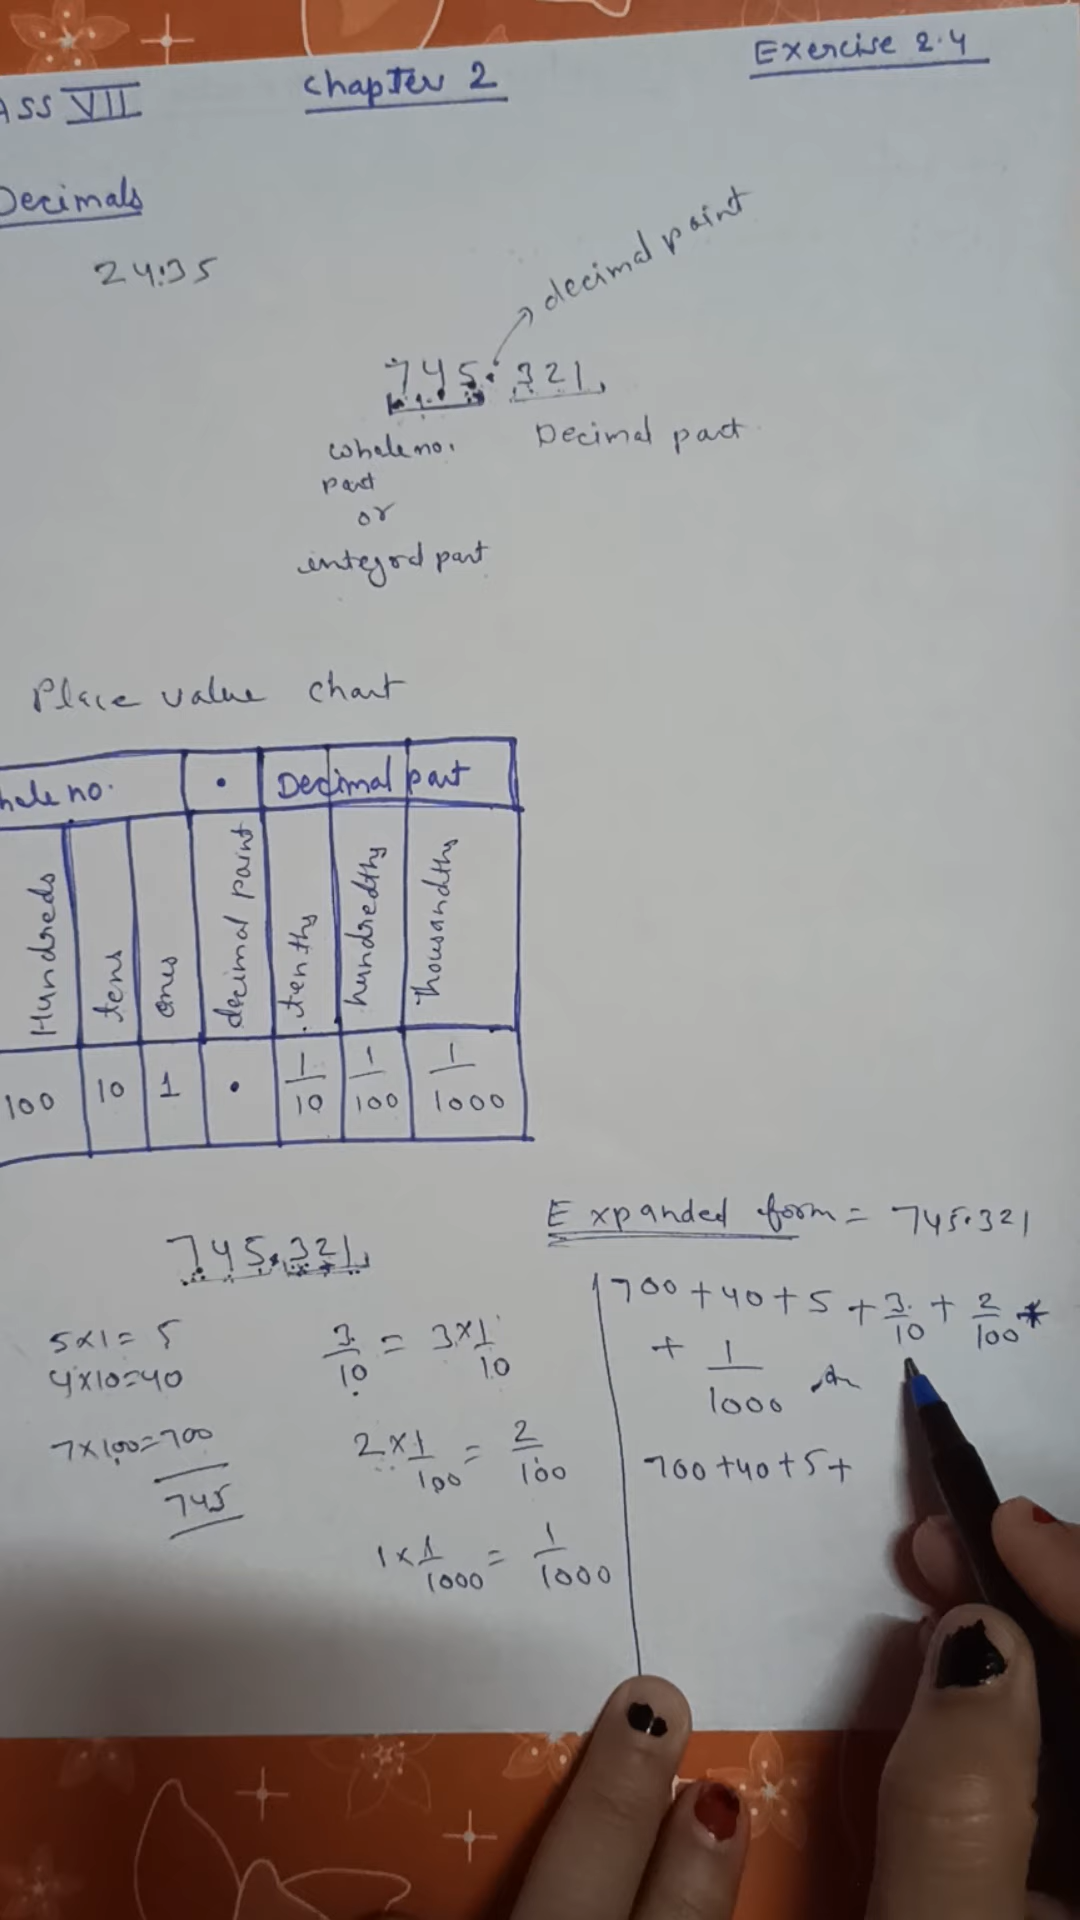 ASS VII
Chapter 2
Exercise 2.4
Decimals
24.35
decimal point
745.321
whole no.
part
or
integral part
Decimal part
Place value chart
hole no. . Decimal part
Hundreds tens ones decimal point tenths hundredths Thousandths
100 10 1 . 1/10 1/100 1/1000
745.321
5×1=5
4×10=40
7×100=700
745
3/10 = 3×1/10
2×1/100 = 2/100
1×1/1000 = 1/1000
Expanded form = 745.321
700+40+5+3/10+2/100
+ 1/1000 or
700+40+5+